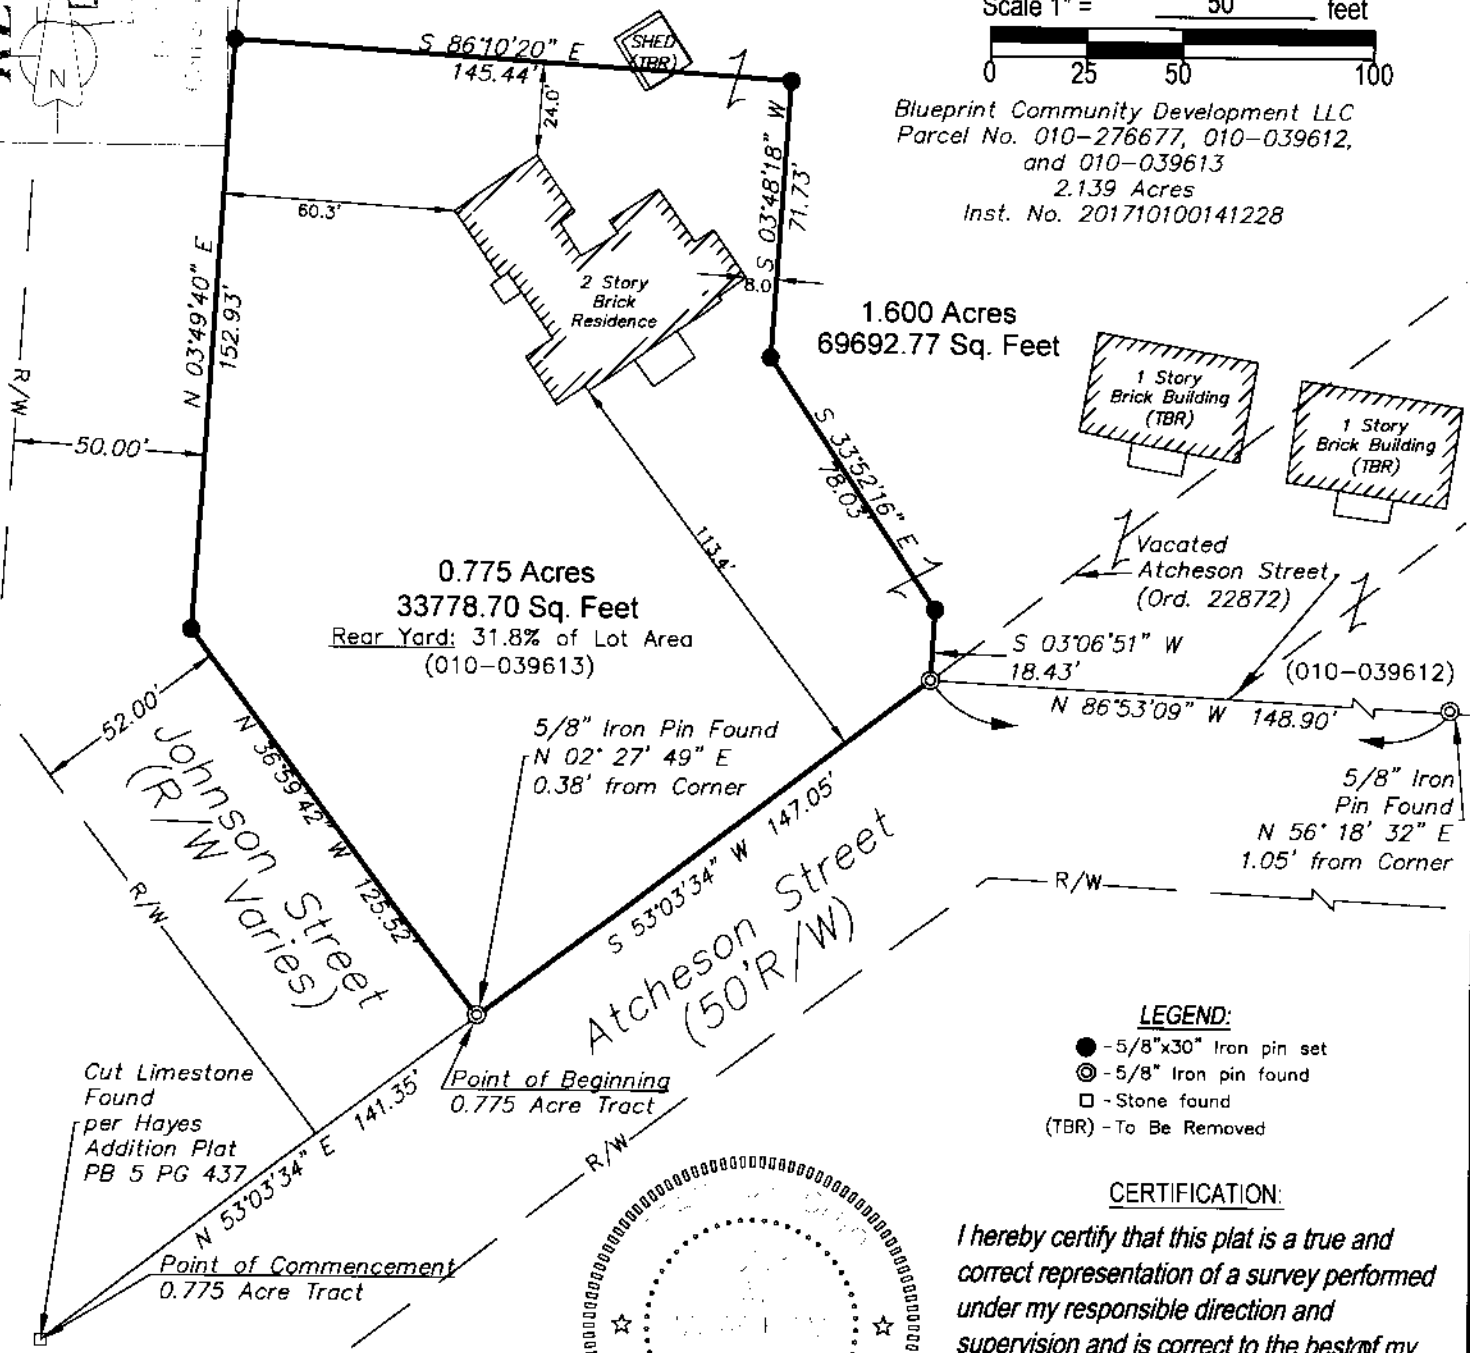 Scale 1" = 50 feet
0 25 50 100
N
S 86°10'20" E
145.44'
SHED
(TBR)
24.0'
S 03°48'18" W
71.73'
Blueprint Community Development LLC
Parcel No. 010-276677, 010-039612,
and 010-039613
2.139 Acres
Inst. No. 201710100141228
60.3'
2 Story
Brick
Residence
8.0'
N 03°49'40" E
152.93'
R/W
50.00'
1.600 Acres
69692.77 Sq. Feet
1 Story
Brick Building
(TBR)
1 Story
Brick Building
(TBR)
S 33°52'16" E
78.03'
113.4'
Vacated
Atcheson Street
(Ord. 22872)
0.775 Acres
33778.70 Sq. Feet
Rear Yard: 31.8% of Lot Area
(010-039613)
S 03°06'51" W
18.43'
(010-039612)
N 86°53'09" W 148.90'
52.00'
Johnson Street
(R/W Varies)
N 36°59'42" W 125.52'
R/W
5/8" Iron Pin Found
N 02° 27' 49" E
0.38' from Corner
S 53°03'34" W 147.05'
Atcheson Street
(50'R/W)
5/8" Iron
Pin Found
N 56° 18' 32" E
1.05' from Corner
R/W
Cut Limestone
Found
per Hayes
Addition Plat
PB 5 PG 437
Point of Beginning
0.775 Acre Tract
N 53°03'34" E 141.35'
R/W
Point of Commencement
0.775 Acre Tract
LEGEND:
- 5/8"x30" Iron pin set
- 5/8" Iron pin found
- Stone found
(TBR) - To Be Removed
CERTIFICATION:
I hereby certify that this plat is a true and
correct representation of a survey performed
under my responsible direction and
supervision and is correct to the best of my